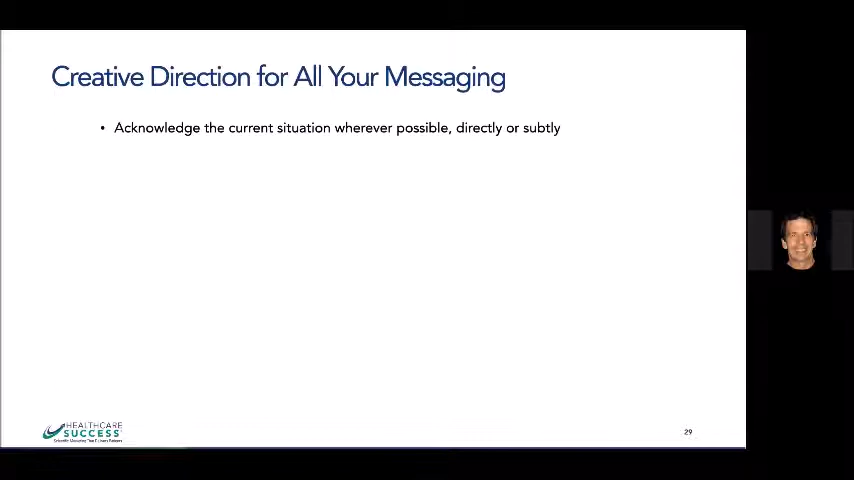 Creative Direction for All Your Messaging
• Acknowledge the current situation wherever possible, directly or subtly
HEALTHCARE
SUCCESS
29